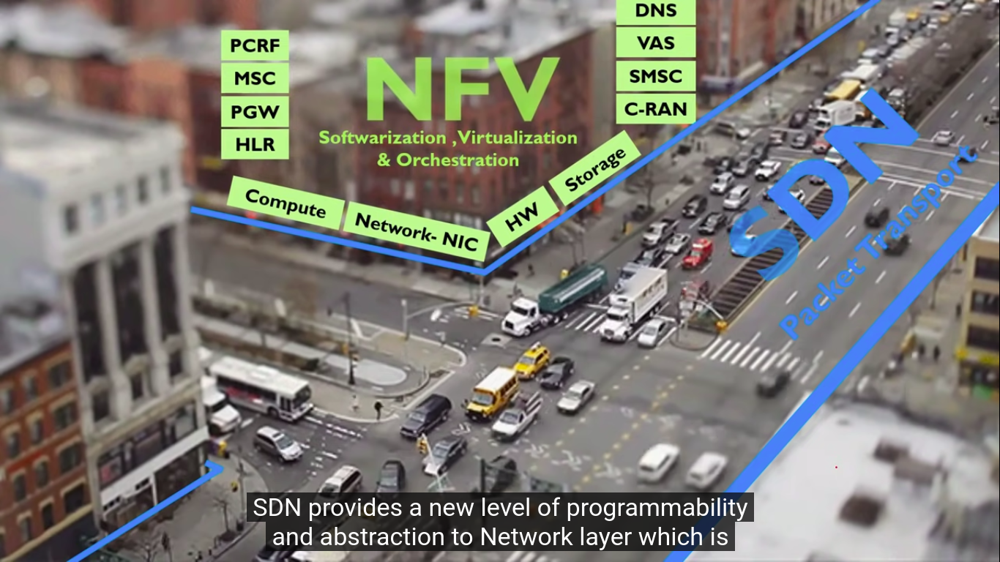 DNS
PCRF
VAS
MSC
NFV
SMSC
PGW
C-RAN
HLR
Softwarization ,Virtualization
& Orchestration
Compute
Network- NIC
HW
Storage
SDN
Packet Transport
SDN provides a new level of programmability
and abstraction to Network layer which is